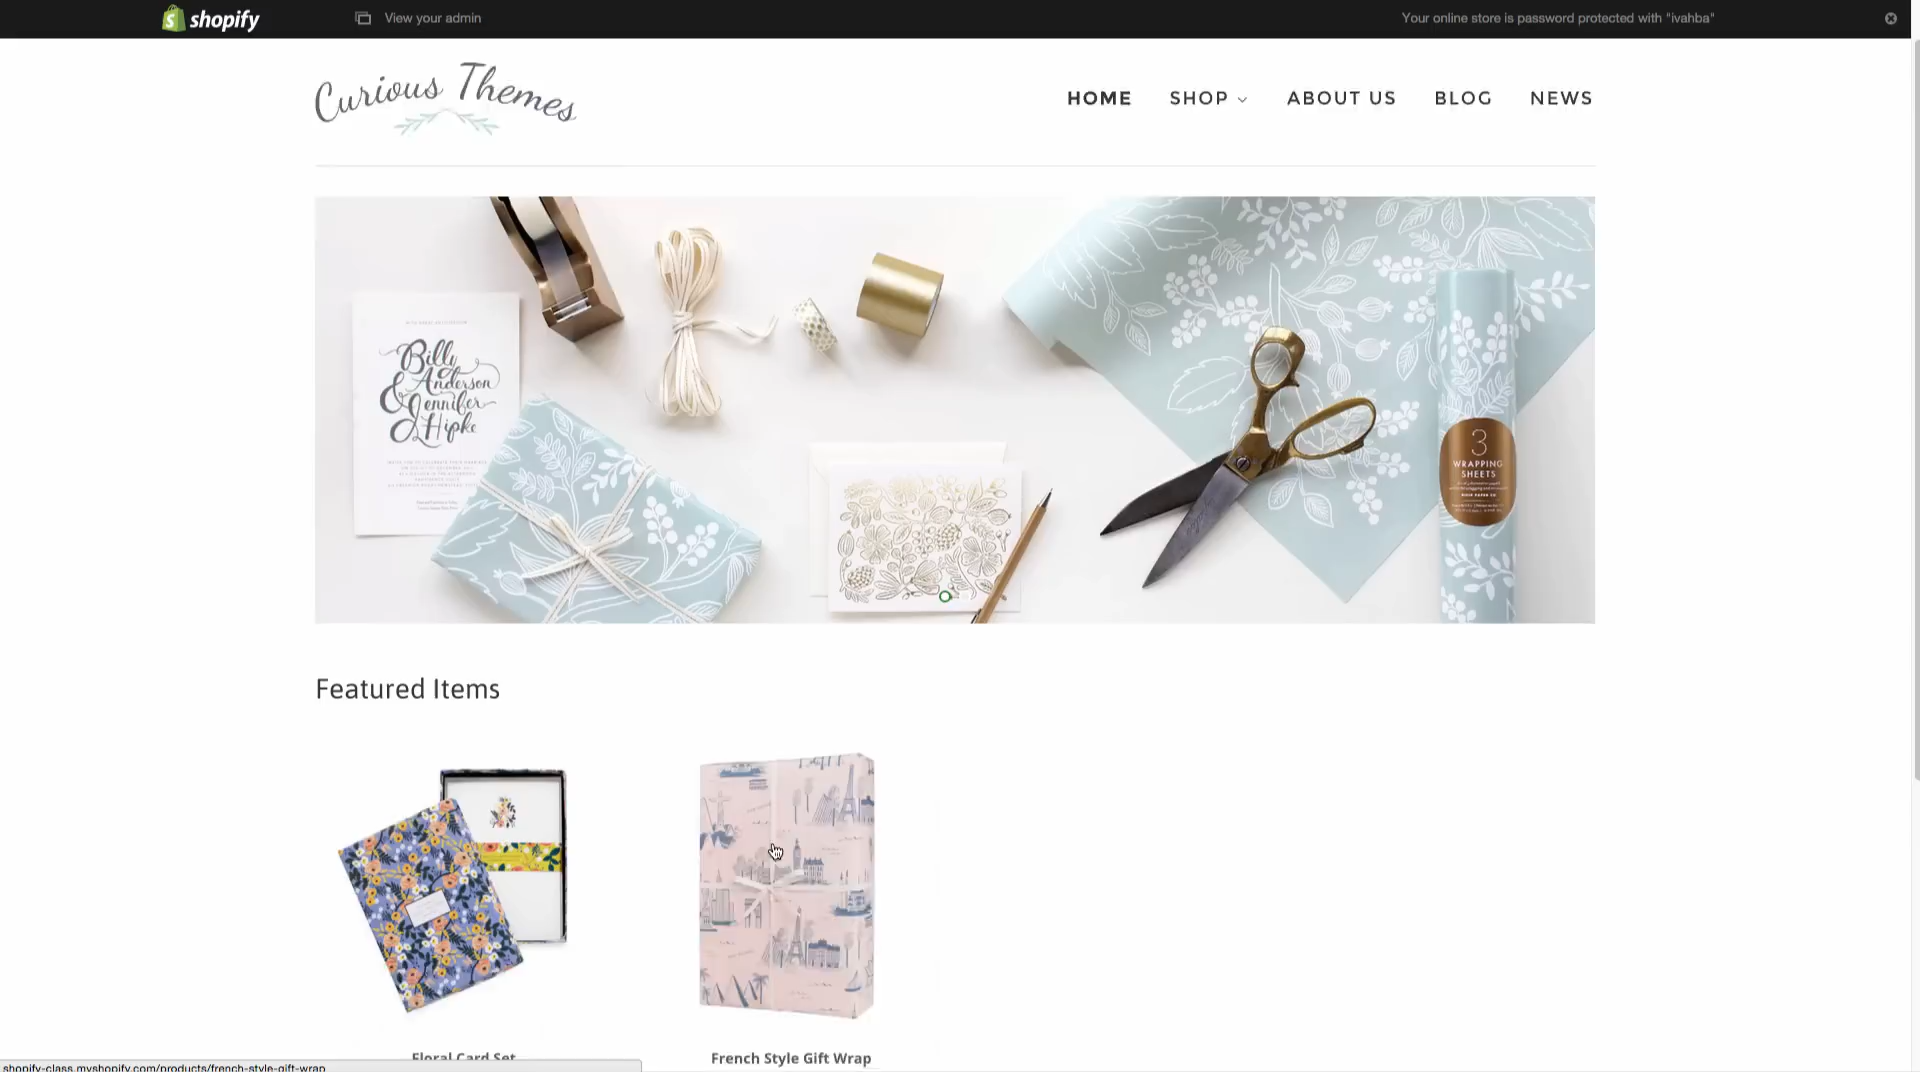 shopify
View your admin
Your online store is password protected with "ivahba"
Curious Themes
HOME
SHOP
ABOUT US
BLOG
NEWS
Billy
& Anderson
Jennifer
Hipke
3
WRAPPING
SHEETS
Featured Items
Floral Card Set
French Style Gift Wrap
shopify-class.myshopify.com/products/french-style-gift-wrap